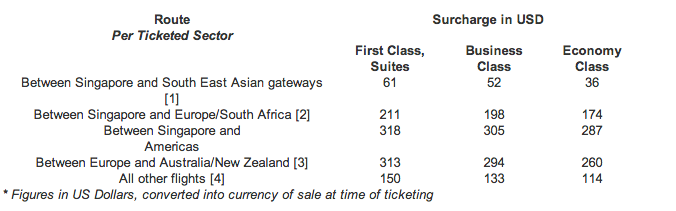 Route Surcharge in USD
Per Ticketed Sector
First Class, Business Economy
Suites Class Class
Between Singapore and South East Asian gateways 61 52 36
[1]
Between Singapore and Europe/South Africa [2] 211 198 174
Between Singapore and 318 305 287
Americas
Between Europe and Australia/New Zealand [3] 313 294 260
All other flights [4] 150 133 114
* Figures in US Dollars, converted into currency of sale at time of ticketing